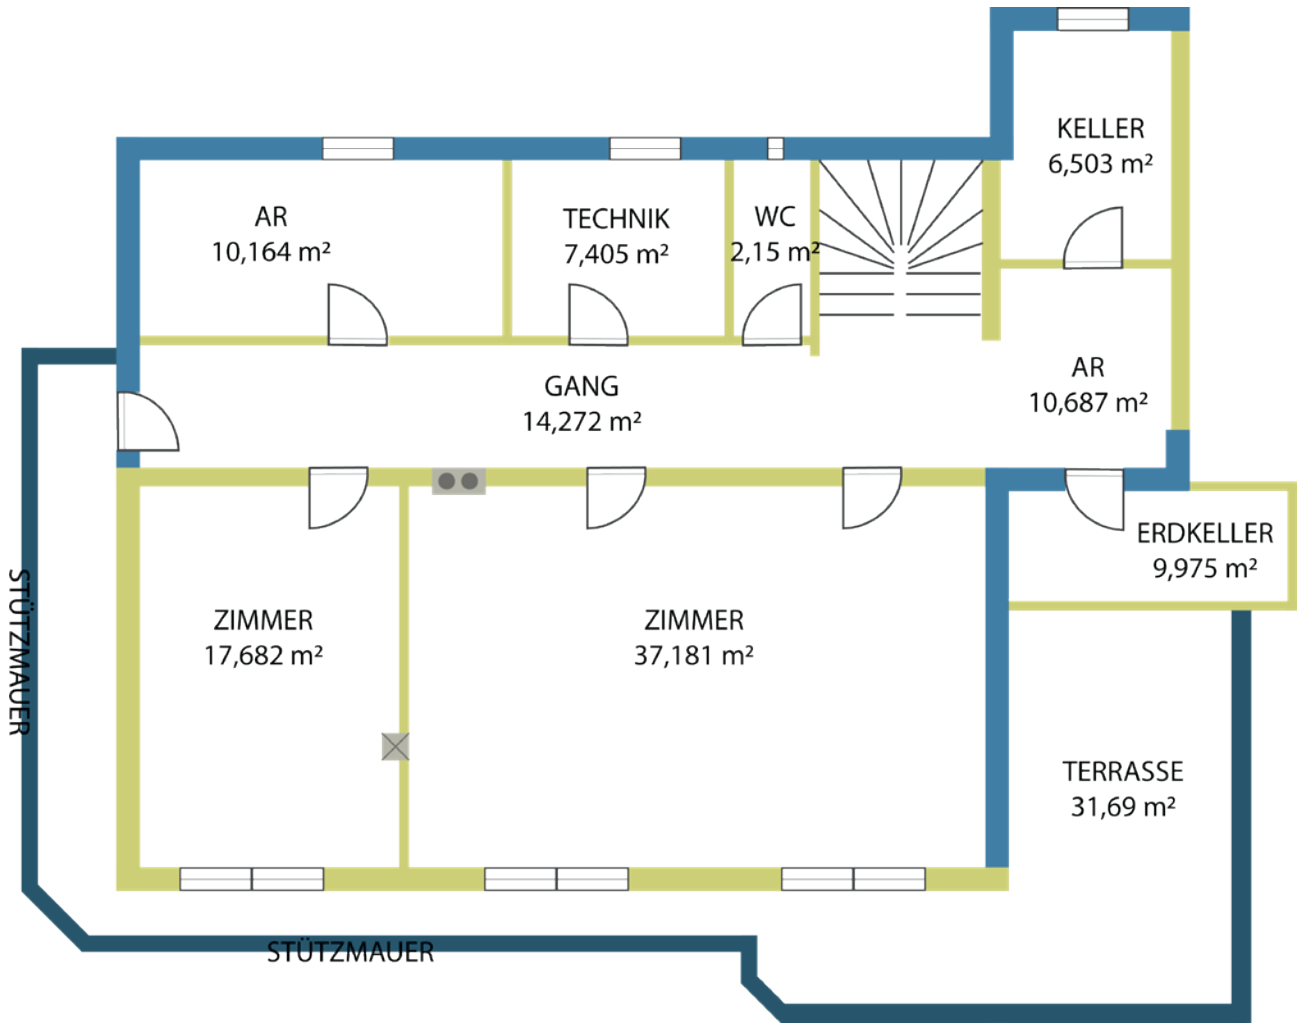 KELLER
6,503 m²
AR
10,164 m²
TECHNIK
7,405 m²
WC
2,15 m²
GANG
14,272 m²
AR
10,687 m²
ERDKELLER
9,975 m²
ZIMMER
17,682 m²
ZIMMER
37,181 m²
STÜTZMAUER
TERRASSE
31,69 m²
STÜTZMAUER